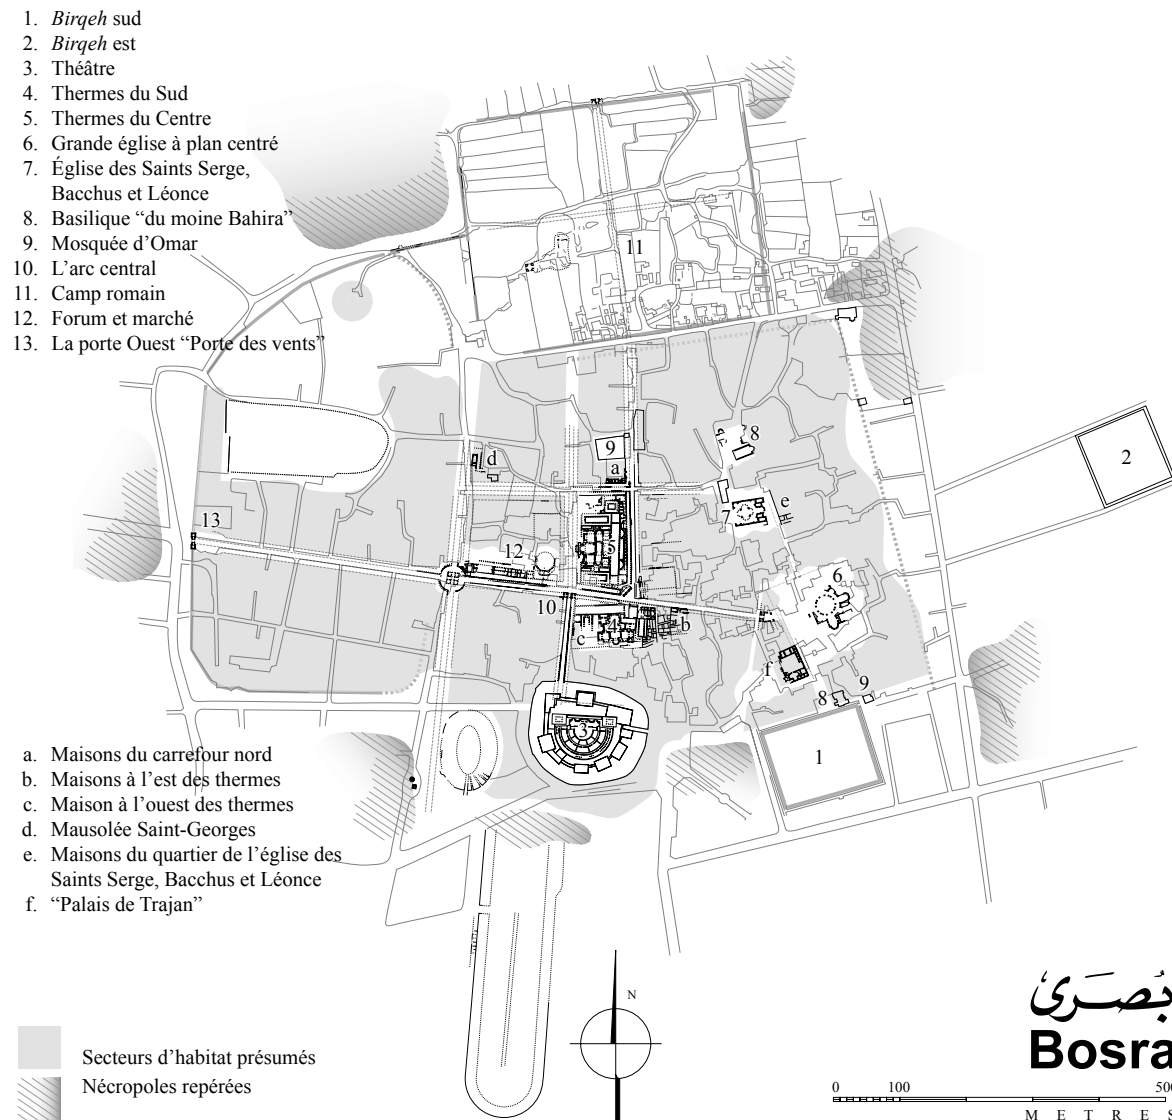 1. Birqeh sud
2. Birqeh est
3. Théâtre
4. Thermes du Sud
5. Thermes du Centre
6. Grande église à plan centré
7. Église des Saints Serge,
Bacchus et Léonce
8. Basilique “du moine Bahira”
9. Mosquée d’Omar
10. L’arc central
11. Camp romain
12. Forum et marché
13. La porte Ouest “Porte des vents”
11
9
8
a
d
2
7
e
13
12
5
6
10
4
b
c
f
8
9
3
1
a. Maisons du carrefour nord
b. Maisons à l’est des thermes
c. Maison à l’ouest des thermes
d. Mausolée Saint-Georges
e. Maisons du quartier de l’église des
Saints Serge, Bacchus et Léonce
f. “Palais de Trajan”
N
Secteurs d’habitat présumés
Nécropoles repérées
بُصرَى
Bosra
0 100 500
METRES